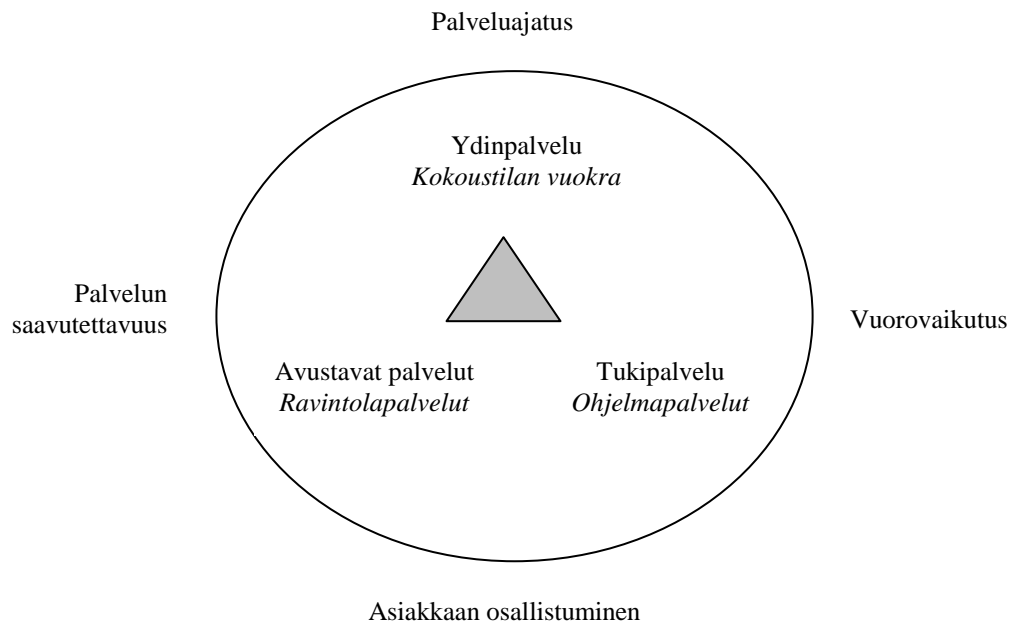 Palveluajatus
Ydinpalvelu
Kokoustilan vuokra
Palvelun
saavutettavuus
Vuorovaikutus
Avustavat palvelut
Ravintolapalvelut
Tukipalvelu
Ohjelmapalvelut
Asiakkaan osallistuminen